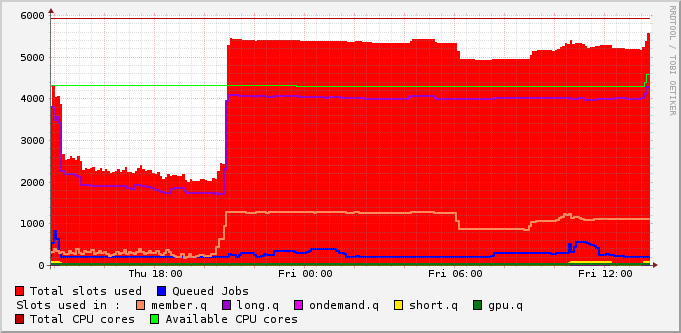 6000
5000
4000
3000
2000
1000
0
Thu 18:00 Fri 00:00 Fri 06:00 Fri 12:00
Total slots used Queued Jobs
Slots used in : member.q long.q ondemand.q short.q gpu.q
Total CPU cores Available CPU cores
RRDTOOL / TOBI OETIKER